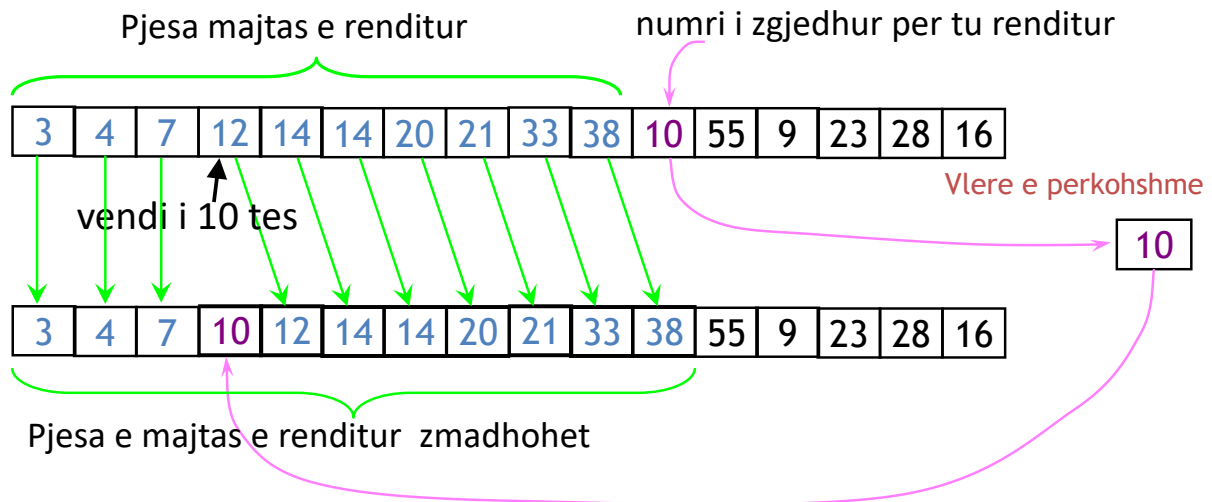 Pjesa majtas e renditur
numri i zgjedhur per tu renditur
3 4 7 12 14 14 20 21 33 38 10 55 9 23 28 16
Vlere e perkohshme
vendi i 10 tes
10
3 4 7 10 12 14 14 20 21 33 38 55 9 23 28 16
Pjesa e majtas e renditur zmadhohet